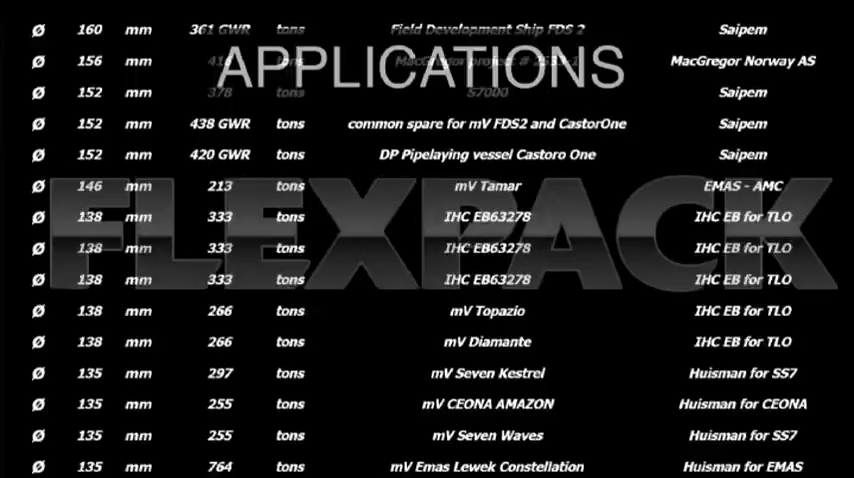 Ø 160 mm 361 GWR tons Field Development Ship FDS 2 Saipem
APPLICATIONS
Ø 156 mm 416 tons MacGregor project # MacGregor Norway AS
Ø 152 mm 378 tons S7000 Saipem
Ø 152 mm 438 GWR tons common spare for mV FDS2 and CastorOne Saipem
Ø 152 mm 420 GWR tons DP Pipelaying vessel Castoro One Saipem
Ø 146 mm 213 tons mV Tamar EMAS - AMC
Ø 138 mm 333 tons IHC EB63278 IHC EB for TLO
FLEXPACK
Ø 138 mm 333 tons IHC EB63278 IHC EB for TLO
Ø 138 mm 333 tons IHC EB63278 IHC EB for TLO
Ø 138 mm 266 tons mV Topazio IHC EB for TLO
Ø 138 mm 266 tons mV Diamante IHC EB for TLO
Ø 135 mm 297 tons mV Seven Kestrel Huisman for SS7
Ø 135 mm 255 tons mV CEONA AMAZON Huisman for CEONA
Ø 135 mm 255 tons mV Seven Waves Huisman for SS7
Ø 135 mm 764 tons mV Emas Lewek Constellation Huisman for EMAS